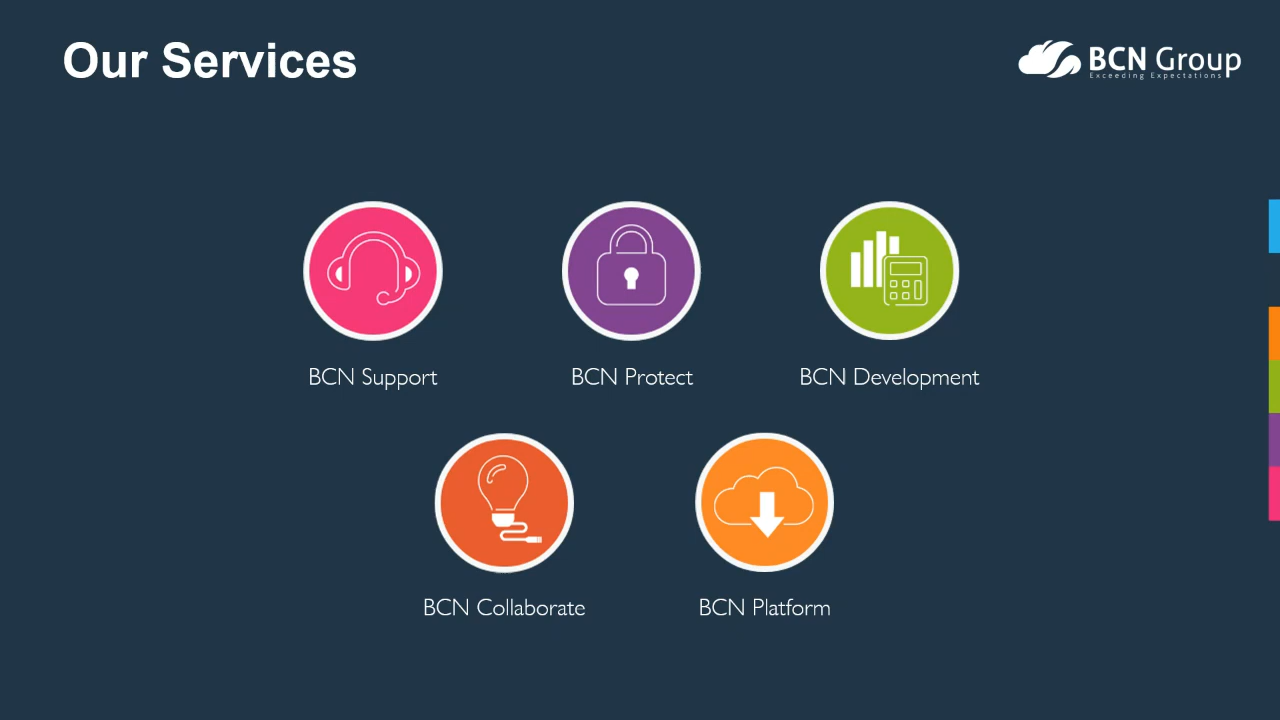 Our Services
BCN Group
Exceeding Expectations
BCN Support
BCN Protect
BCN Development
BCN Collaborate
BCN Platform